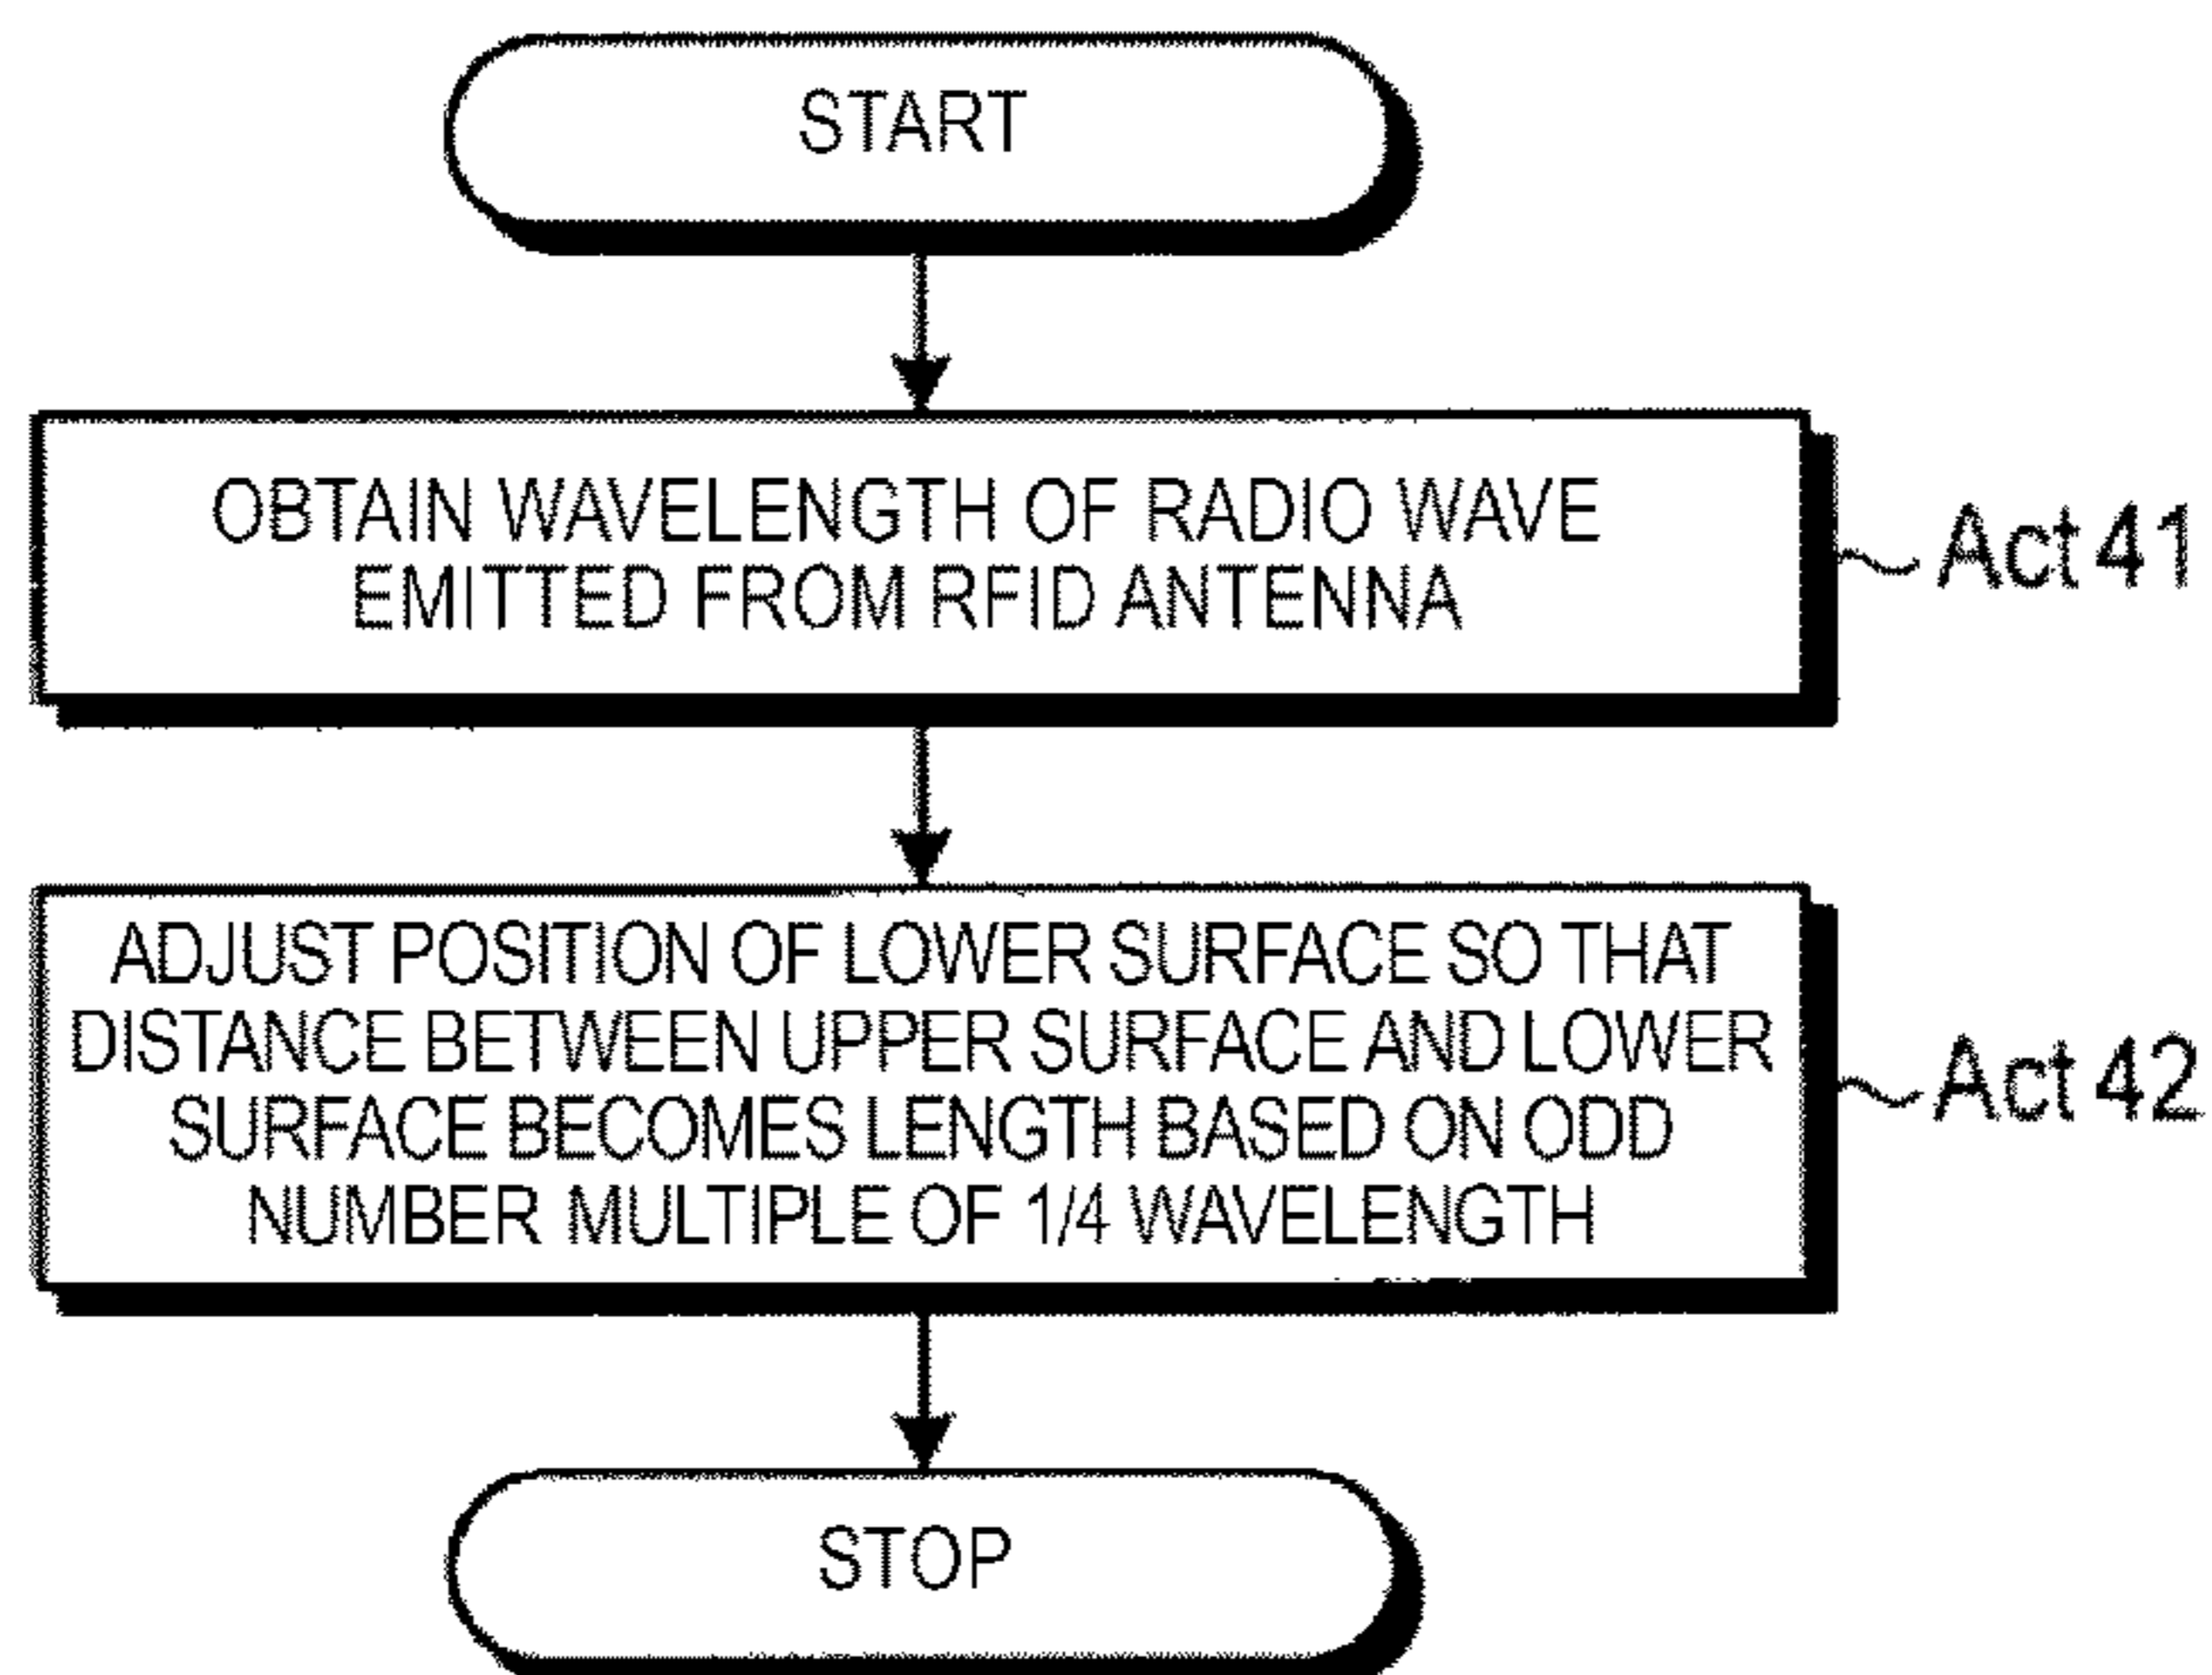 START
OBTAIN WAVELENGTH OF RADIO WAVE
EMITTED FROM RFID ANTENNA
Act 41
ADJUST POSITION OF LOWER SURFACE SO THAT
DISTANCE BETWEEN UPPER SURFACE AND LOWER
SURFACE BECOMES LENGTH BASED ON ODD
NUMBER MULTIPLE OF 1/4 WAVELENGTH
Act 42
STOP